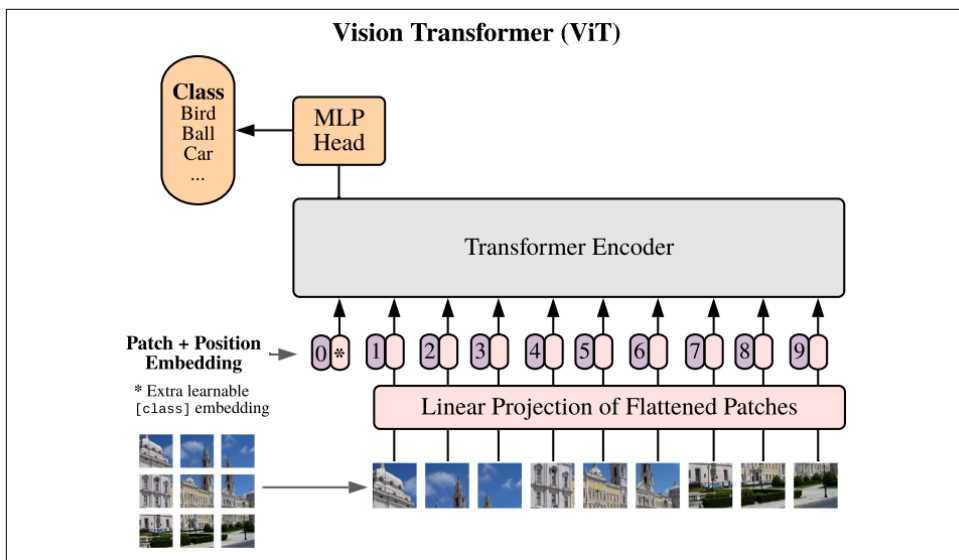 Vision Transformer (ViT)
Class
Bird
Ball
Car
...
MLP
Head
Transformer Encoder
Patch + Position
Embedding
0 * 1 2 3 4 5 6 7 8 9
* Extra learnable
[class] embedding
Linear Projection of Flattened Patches